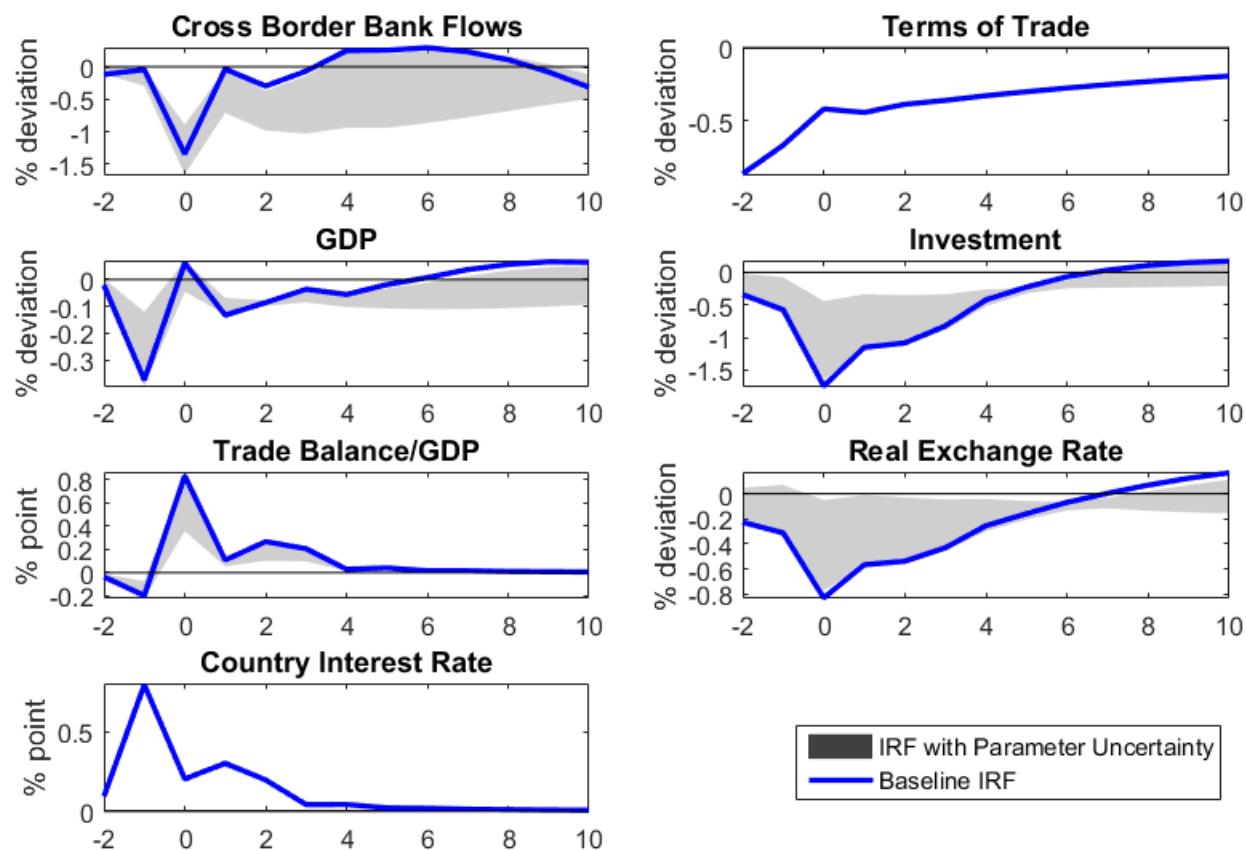 Cross Border Bank Flows
% deviation
0
-0.5
-1
-1.5
-2 0 2 4 6 8 10
Terms of Trade
% deviation
0
-0.5
-2 0 2 4 6 8 10
GDP
% deviation
0
-0.1
-0.2
-0.3
-2 0 2 4 6 8 10
Investment
% deviation
0
-0.5
-1
-1.5
-2 0 2 4 6 8 10
Trade Balance/GDP
% point
0.8
0.6
0.4
0.2
0
-0.2
-2 0 2 4 6 8 10
Real Exchange Rate
% deviation
0
-0.2
-0.4
-0.6
-0.8
-2 0 2 4 6 8 10
Country Interest Rate
% point
0.5
0
-2 0 2 4 6 8 10
IRF with Parameter Uncertainty
Baseline IRF